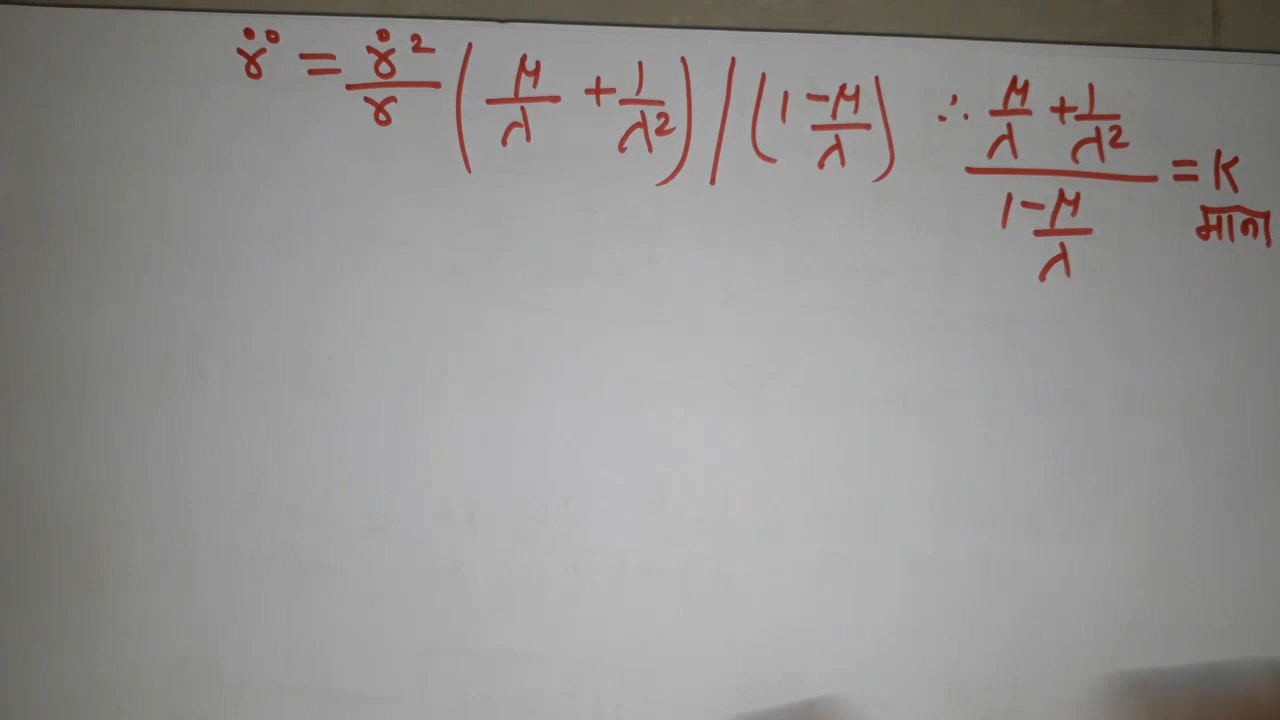 r̈ = ṙ²/r (μ/λ + 1/λ²) / (1 - μ/λ) ∴ (μ/λ + 1/λ²)/(1 - μ/λ) = K
माना